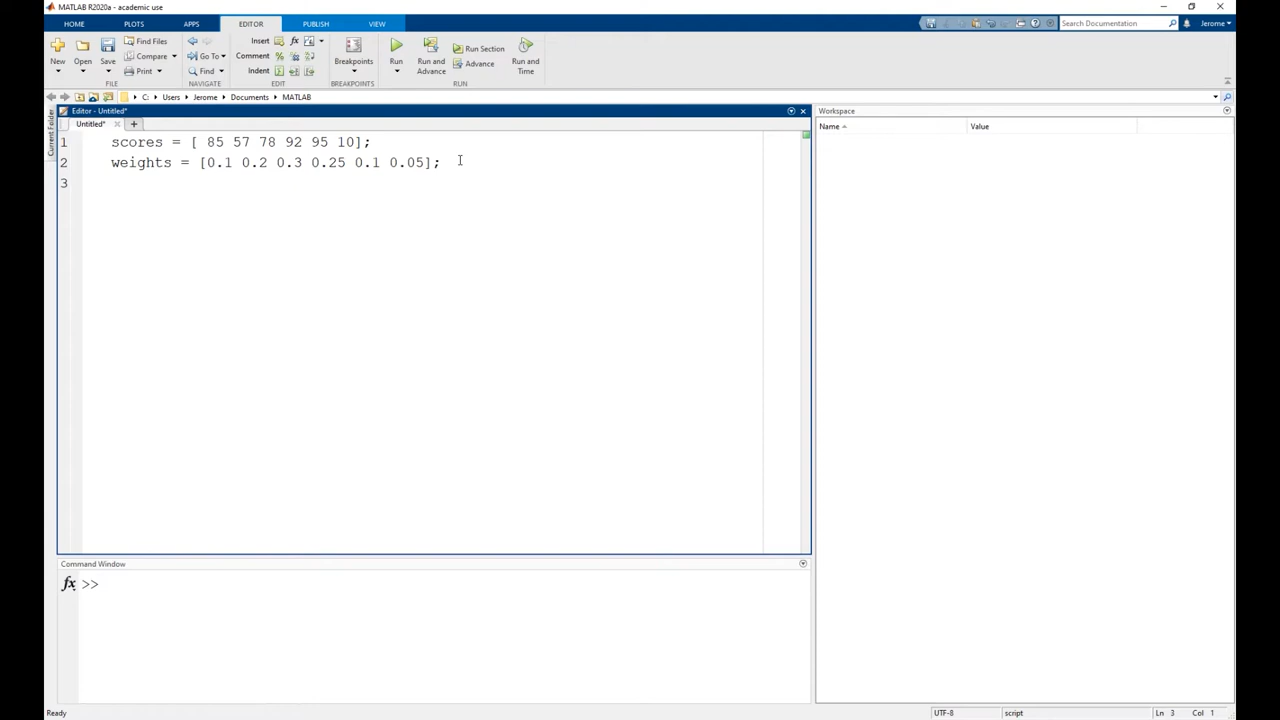 MATLAB R2020a - academic use
HOME PLOTS APPS EDITOR PUBLISH VIEW
Search Documentation Jerome
New Open Save Find Files Compare Print
Go To Find
Insert fx
Comment %
Indent
Breakpoints
Run Run and Advance Run Section Advance Run and Time
FILE NAVIGATE EDIT BREAKPOINTS RUN
C: Users Jerome Documents MATLAB
Current Folder
Editor - Untitled*
Untitled* +
1 scores = [ 85 57 78 92 95 10];
2 weights = [0.1 0.2 0.3 0.25 0.1 0.05];
3
Workspace
Name Value
Command Window
fx >>
Ready UTF-8 script Ln 3 Col 1